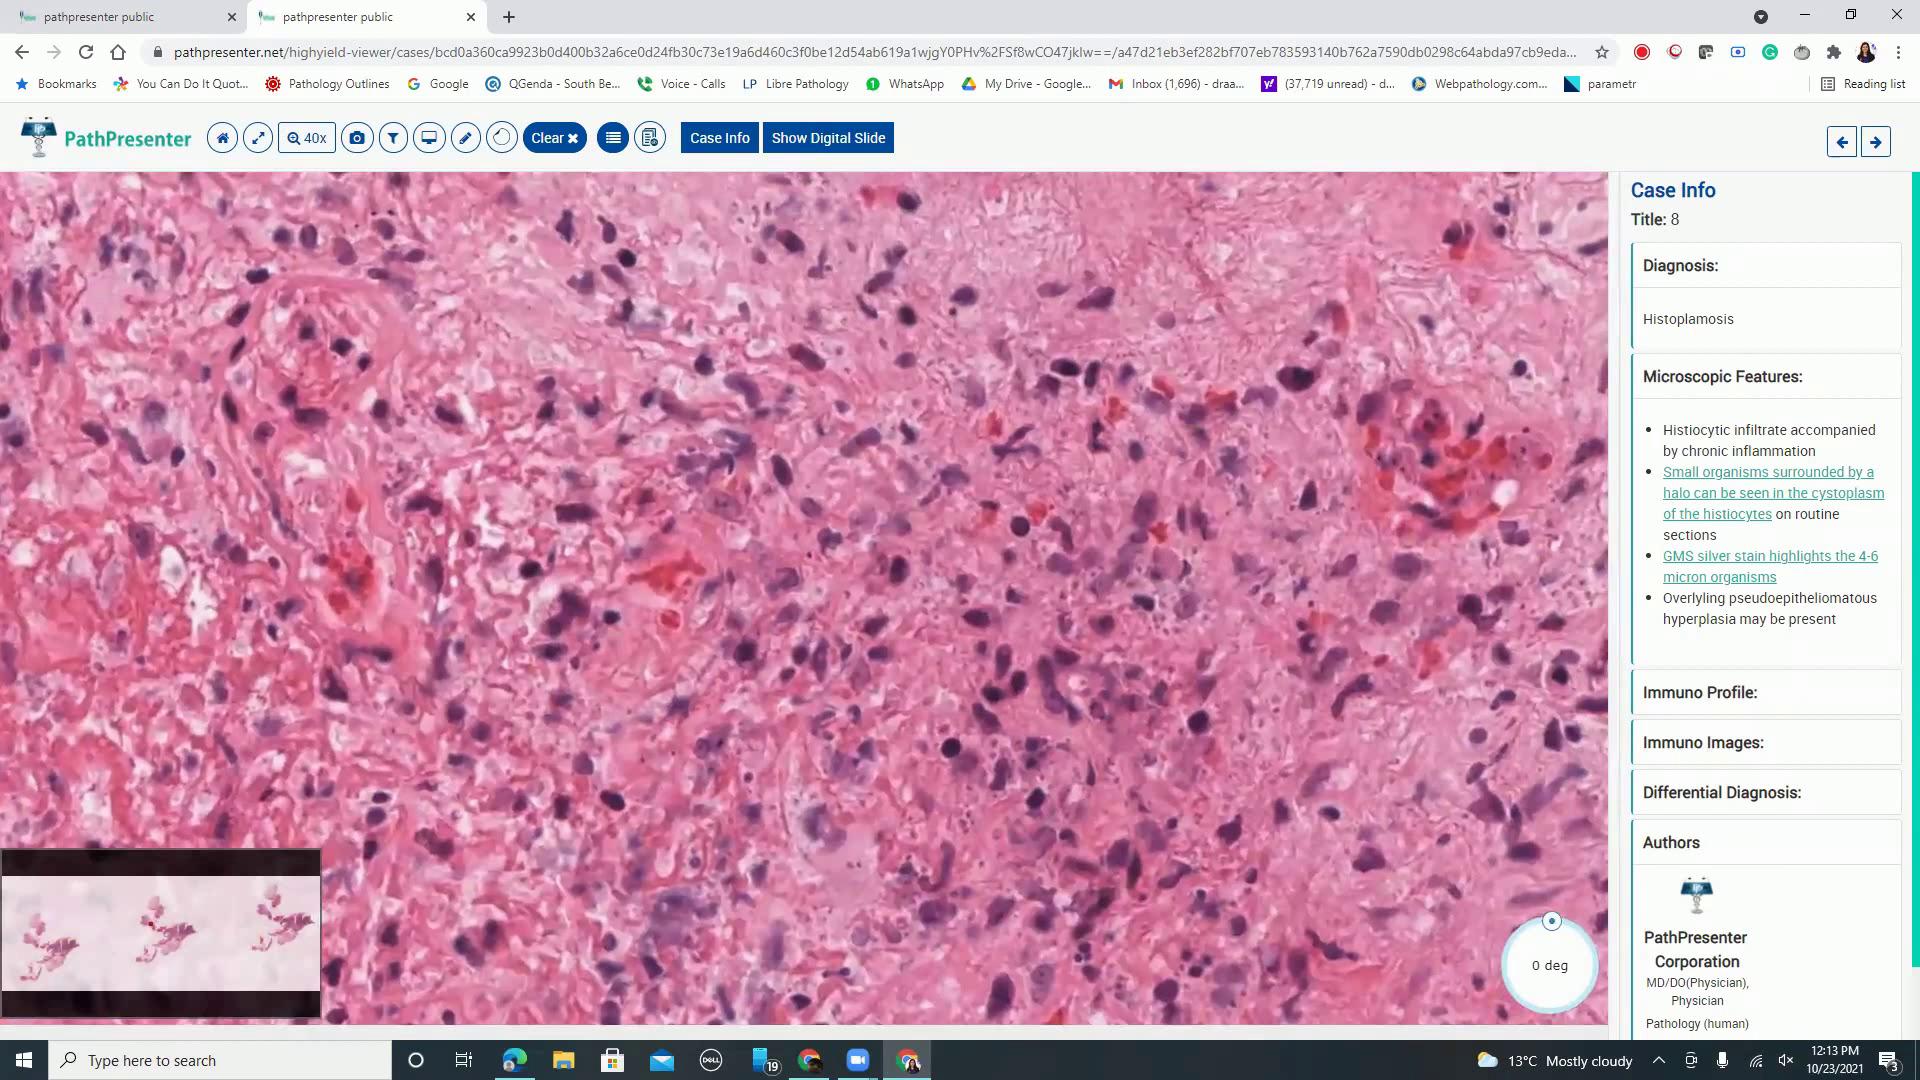 pathpresenter public
pathpresenter public
pathpresenter.net/highyield-viewer/cases/bcd0a360ca9923b0d400b32a6ce0d24fb30c73e19a6d460c3f0be12d54ab619a1wjgY0PHv%2FSf8wCO47jklw==/a47d21eb3ef282bf707eb783593140b762a7590db0298c64abda97cb9eda...
Bookmarks You Can Do It Quot... Pathology Outlines Google QGenda - South Be... Voice - Calls LP Libre Pathology WhatsApp My Drive - Google... Inbox (1,696) - draa... (37,719 unread) - d... Webpathology.com... parametr Reading list
PathPresenter 40x Clear Case Info Show Digital Slide
Case Info
Title: 8
Diagnosis:
Histoplamosis
Microscopic Features:
Histiocytic infiltrate accompanied
by chronic inflammation
Small organisms surrounded by a
halo can be seen in the cystoplasm
of the histiocytes on routine
sections
GMS silver stain highlights the 4-6
micron organisms
Overlyling pseudoepitheliomatous
hyperplasia may be present
Immuno Profile:
Immuno Images:
Differential Diagnosis:
Authors
PathPresenter
Corporation
MD/DO(Physician),
Physician
Pathology (human)
0 deg
Type here to search
DELL
19
13°C Mostly cloudy
12:13 PM
10/23/2021
3